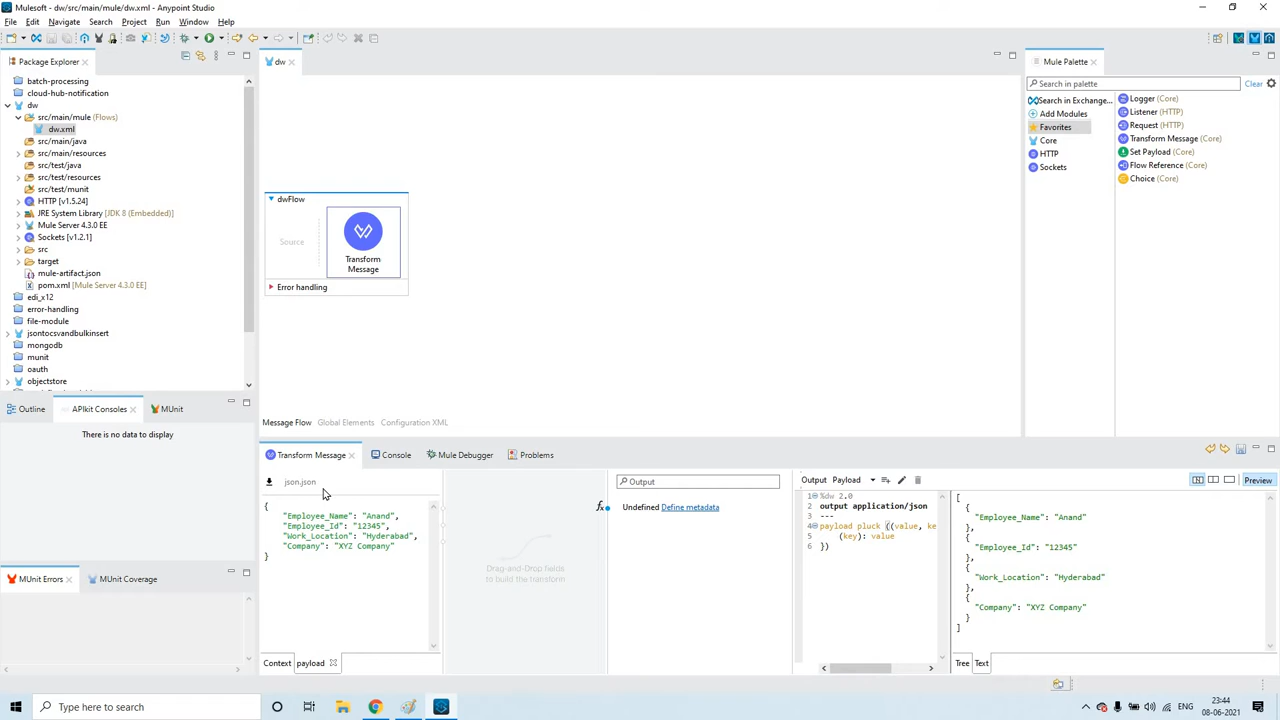 Mulesoft - dw/src/main/mule/dw.xml - Anypoint Studio
File Edit Navigate Search Project Run Window Help
Package Explorer
batch-processing
cloud-hub-notification
dw
src/main/mule (Flows)
dw.xml
src/main/java
src/main/resources
src/test/java
src/test/resources
src/test/munit
HTTP [v1.5.24]
JRE System Library [JDK 8 (Embedded)]
Mule Server 4.3.0 EE
Sockets [v1.2.1]
src
target
mule-artifact.json
pom.xml [Mule Server 4.3.0 EE]
edi_x12
error-handling
file-module
jsontocsvandbulkinsert
mongodb
munit
oauth
objectstore
Outline APIkit Consoles MUnit
There is no data to display
MUnit Errors MUnit Coverage
dw
dwFlow
Source
Transform
Message
Error handling
Message Flow Global Elements Configuration XML
Mule Palette
Search in palette Clear
Search in Exchange...
Add Modules
Favorites
Core
HTTP
Sockets
Logger (Core)
Listener (HTTP)
Request (HTTP)
Transform Message (Core)
Set Payload (Core)
Flow Reference (Core)
Choice (Core)
Transform Message Console Mule Debugger Problems
json.json
{
"Employee_Name": "Anand",
"Employee_Id": "12345",
"Work_Location": "Hyderabad",
"Company": "XYZ Company"
}
Context payload
Drag-and-Drop fields
to build the transform
fx
Output
Undefined Define metadata
Output Payload Preview
1 %dw 2.0
2 output application/json
3 ---
4 payload pluck ((value, ke
5 (key): value
6 })
[
{
"Employee_Name": "Anand"
},
{
"Employee_Id": "12345"
},
{
"Work_Location": "Hyderabad"
},
{
"Company": "XYZ Company"
}
]
Tree Text
Type here to search
ENG
23:44
08-06-2021